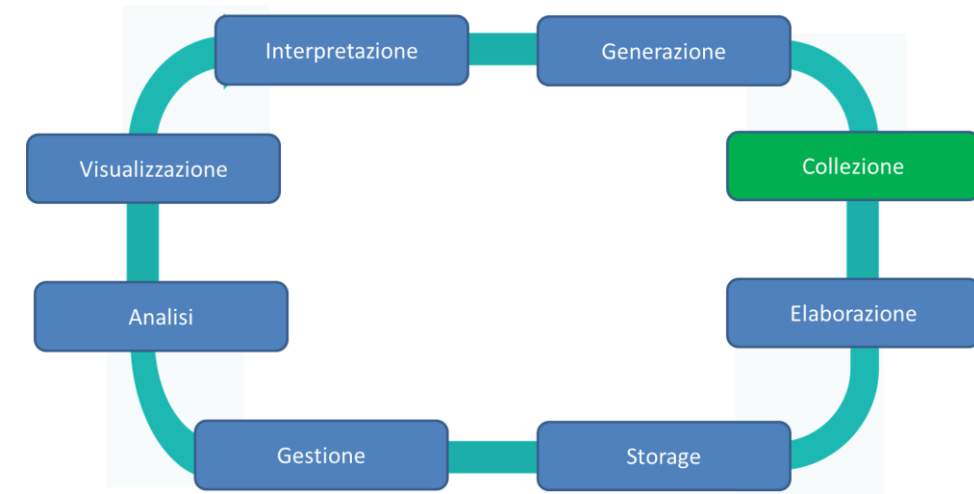 Interpretazione
Generazione
Visualizzazione
Collezione
Analisi
Elaborazione
Gestione
Storage